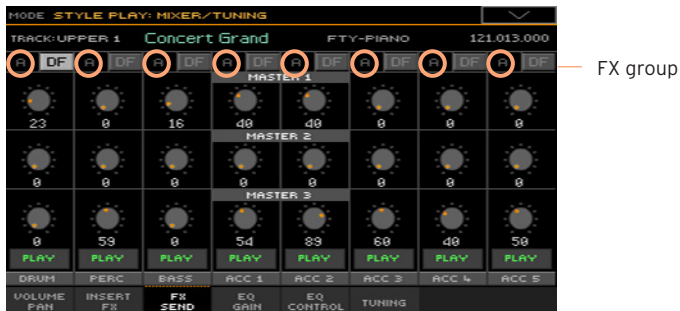 MODE STYLE PLAY: MIXER/TUNING
TRACK: UPPER 1 Concert Grand FTY-PIANO 121.013.000
A DF A DF A DF A DF A DF A DF A DF A DF FX group
MASTER 1
23 0 16 40 40 0 0 0
MASTER 2
0 0 0 0 0 0 0 0
MASTER 3
0 59 0 54 89 60 40 50
PLAY PLAY PLAY PLAY PLAY PLAY PLAY PLAY
DRUM PERC BASS ACC 1 ACC 2 ACC 3 ACC 4 ACC 5
VOLUME PAN INSERT FX FX SEND EQ GAIN EQ CONTROL TUNING